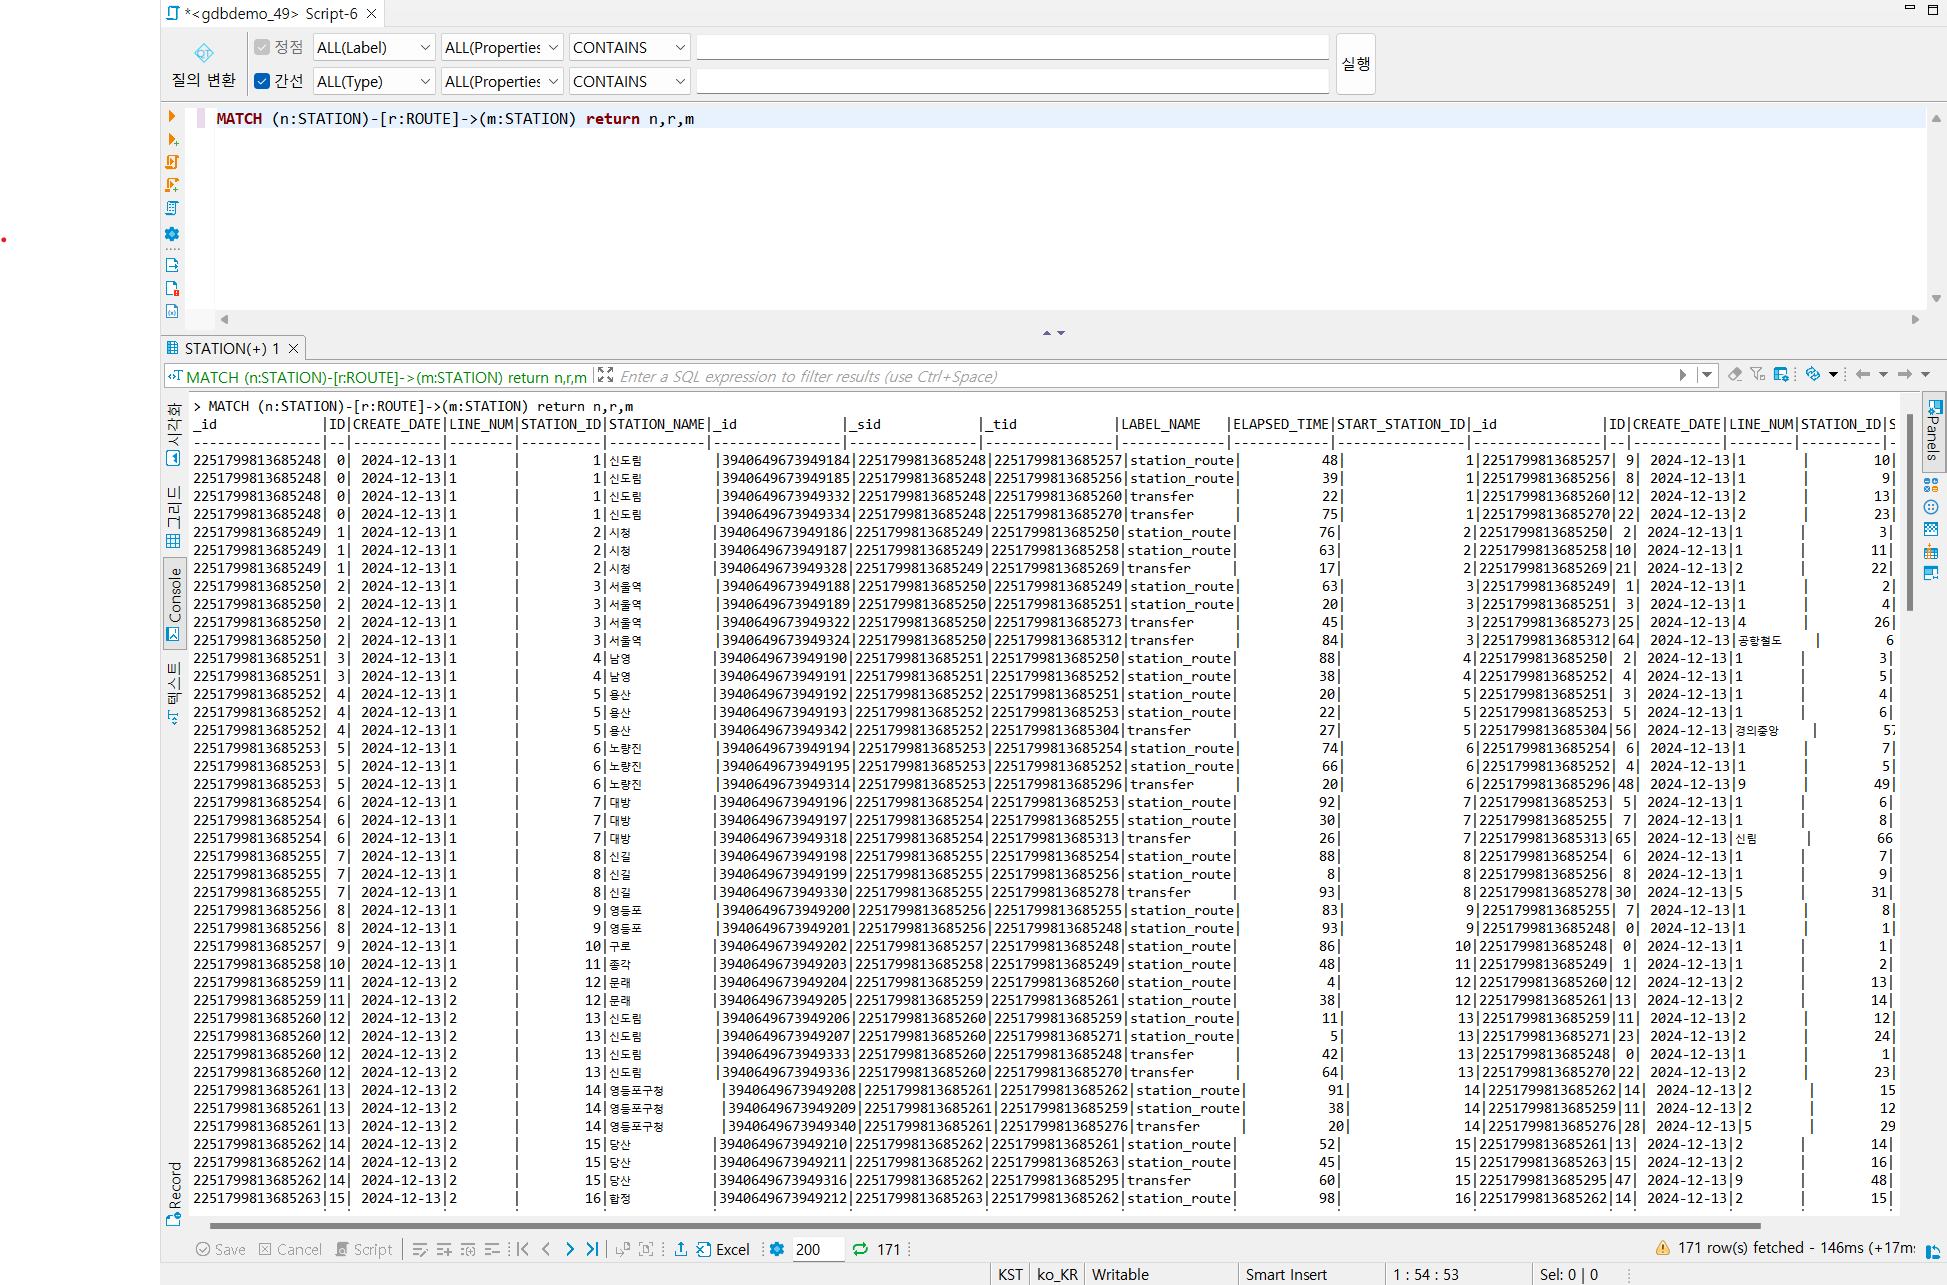 *<gdbdemo_49> Script-6
질의 변환
정점 ALL(Label) ALL(Properties CONTAINS
간선 ALL(Type) ALL(Properties CONTAINS
실행
MATCH (n:STATION)-[r:ROUTE]->(m:STATION) return n,r,m
STATION(+) 1
MATCH (n:STATION)-[r:ROUTE]->(m:STATION) return n,r,m Enter a SQL expression to filter results (use Ctrl+Space)
시각화
그리드
Console
텍스트
Record
Panels
> MATCH (n:STATION)-[r:ROUTE]->(m:STATION) return n,r,m
_id |ID|CREATE_DATE|LINE_NUM|STATION_ID|STATION_NAME|_id |_sid |_tid |LABEL_NAME |ELAPSED_TIME|START_STATION_ID|_id |ID|CREATE_DATE|LINE_NUM|STATION_ID|S
2251799813685248| 0| 2024-12-13|1 | 1|신도림 |3940649673949184|2251799813685248|2251799813685257|station_route| 48| 1|2251799813685257| 9| 2024-12-13|1 | 10|
2251799813685248| 0| 2024-12-13|1 | 1|신도림 |3940649673949185|2251799813685248|2251799813685256|station_route| 39| 1|2251799813685256| 8| 2024-12-13|1 | 9|
2251799813685248| 0| 2024-12-13|1 | 1|신도림 |3940649673949332|2251799813685248|2251799813685260|transfer | 22| 1|2251799813685260|12| 2024-12-13|2 | 13|
2251799813685248| 0| 2024-12-13|1 | 1|신도림 |3940649673949334|2251799813685248|2251799813685270|transfer | 75| 1|2251799813685270|22| 2024-12-13|2 | 23|
2251799813685249| 1| 2024-12-13|1 | 2|시청 |3940649673949186|2251799813685249|2251799813685250|station_route| 76| 2|2251799813685250| 2| 2024-12-13|1 | 3|
2251799813685249| 1| 2024-12-13|1 | 2|시청 |3940649673949187|2251799813685249|2251799813685258|station_route| 63| 2|2251799813685258|10| 2024-12-13|1 | 11|
2251799813685249| 1| 2024-12-13|1 | 2|시청 |3940649673949328|2251799813685249|2251799813685269|transfer | 17| 2|2251799813685269|21| 2024-12-13|2 | 22|
2251799813685250| 2| 2024-12-13|1 | 3|서울역 |3940649673949188|2251799813685250|2251799813685249|station_route| 63| 3|2251799813685249| 1| 2024-12-13|1 | 2|
2251799813685250| 2| 2024-12-13|1 | 3|서울역 |3940649673949189|2251799813685250|2251799813685251|station_route| 20| 3|2251799813685251| 3| 2024-12-13|1 | 4|
2251799813685250| 2| 2024-12-13|1 | 3|서울역 |3940649673949322|2251799813685250|2251799813685273|transfer | 45| 3|2251799813685273|25| 2024-12-13|4 | 26|
2251799813685250| 2| 2024-12-13|1 | 3|서울역 |3940649673949324|2251799813685250|2251799813685312|transfer | 84| 3|2251799813685312|64| 2024-12-13|공항철도 | 6
2251799813685251| 3| 2024-12-13|1 | 4|남영 |3940649673949190|2251799813685251|2251799813685250|station_route| 88| 4|2251799813685250| 2| 2024-12-13|1 | 3|
2251799813685251| 3| 2024-12-13|1 | 4|남영 |3940649673949191|2251799813685251|2251799813685252|station_route| 38| 4|2251799813685252| 4| 2024-12-13|1 | 5|
2251799813685252| 4| 2024-12-13|1 | 5|용산 |3940649673949192|2251799813685252|2251799813685251|station_route| 20| 5|2251799813685251| 3| 2024-12-13|1 | 4|
2251799813685252| 4| 2024-12-13|1 | 5|용산 |3940649673949193|2251799813685252|2251799813685253|station_route| 22| 5|2251799813685253| 5| 2024-12-13|1 | 6|
2251799813685252| 4| 2024-12-13|1 | 5|용산 |3940649673949342|2251799813685252|2251799813685304|transfer | 27| 5|2251799813685304|56| 2024-12-13|경의중앙 | 57
2251799813685253| 5| 2024-12-13|1 | 6|노량진 |3940649673949194|2251799813685253|2251799813685254|station_route| 74| 6|2251799813685254| 6| 2024-12-13|1 | 7|
2251799813685253| 5| 2024-12-13|1 | 6|노량진 |3940649673949195|2251799813685253|2251799813685252|station_route| 66| 6|2251799813685252| 4| 2024-12-13|1 | 5|
2251799813685253| 5| 2024-12-13|1 | 6|노량진 |3940649673949314|2251799813685253|2251799813685296|transfer | 20| 6|2251799813685296|48| 2024-12-13|9 | 49|
2251799813685254| 6| 2024-12-13|1 | 7|대방 |3940649673949196|2251799813685254|2251799813685253|station_route| 92| 7|2251799813685253| 5| 2024-12-13|1 | 6|
2251799813685254| 6| 2024-12-13|1 | 7|대방 |3940649673949197|2251799813685254|2251799813685255|station_route| 30| 7|2251799813685255| 7| 2024-12-13|1 | 8|
2251799813685254| 6| 2024-12-13|1 | 7|대방 |3940649673949318|2251799813685254|2251799813685313|transfer | 26| 7|2251799813685313|65| 2024-12-13|신림 | 66
2251799813685255| 7| 2024-12-13|1 | 8|신길 |3940649673949198|2251799813685255|2251799813685254|station_route| 88| 8|2251799813685254| 6| 2024-12-13|1 | 7|
2251799813685255| 7| 2024-12-13|1 | 8|신길 |3940649673949199|2251799813685255|2251799813685256|station_route| 8| 8|2251799813685256| 8| 2024-12-13|1 | 9|
2251799813685255| 7| 2024-12-13|1 | 8|신길 |3940649673949330|2251799813685255|2251799813685278|transfer | 93| 8|2251799813685278|30| 2024-12-13|5 | 31|
2251799813685256| 8| 2024-12-13|1 | 9|영등포 |3940649673949200|2251799813685256|2251799813685255|station_route| 83| 9|2251799813685255| 7| 2024-12-13|1 | 8|
2251799813685256| 8| 2024-12-13|1 | 9|영등포 |3940649673949201|2251799813685256|2251799813685248|station_route| 93| 9|2251799813685248| 0| 2024-12-13|1 | 1|
2251799813685257| 9| 2024-12-13|1 | 10|구로 |3940649673949202|2251799813685257|2251799813685248|station_route| 86| 10|2251799813685248| 0| 2024-12-13|1 | 1|
2251799813685258|10| 2024-12-13|1 | 11|종각 |3940649673949203|2251799813685258|2251799813685249|station_route| 48| 11|2251799813685249| 1| 2024-12-13|1 | 2|
2251799813685259|11| 2024-12-13|2 | 12|문래 |3940649673949204|2251799813685259|2251799813685260|station_route| 4| 12|2251799813685260|12| 2024-12-13|2 | 13|
2251799813685259|11| 2024-12-13|2 | 12|문래 |3940649673949205|2251799813685259|2251799813685261|station_route| 38| 12|2251799813685261|13| 2024-12-13|2 | 14|
2251799813685260|12| 2024-12-13|2 | 13|신도림 |3940649673949206|2251799813685260|2251799813685259|station_route| 11| 13|2251799813685259|11| 2024-12-13|2 | 12|
2251799813685260|12| 2024-12-13|2 | 13|신도림 |3940649673949207|2251799813685260|2251799813685271|station_route| 5| 13|2251799813685271|23| 2024-12-13|2 | 24|
2251799813685260|12| 2024-12-13|2 | 13|신도림 |3940649673949333|2251799813685260|2251799813685248|transfer | 42| 13|2251799813685248| 0| 2024-12-13|1 | 1|
2251799813685260|12| 2024-12-13|2 | 13|신도림 |3940649673949336|2251799813685260|2251799813685270|transfer | 64| 13|2251799813685270|22| 2024-12-13|2 | 23|
2251799813685261|13| 2024-12-13|2 | 14|영등포구청 |3940649673949208|2251799813685261|2251799813685262|station_route| 91| 14|2251799813685262|14| 2024-12-13|2 | 15
2251799813685261|13| 2024-12-13|2 | 14|영등포구청 |3940649673949209|2251799813685261|2251799813685259|station_route| 38| 14|2251799813685259|11| 2024-12-13|2 | 12
2251799813685261|13| 2024-12-13|2 | 14|영등포구청 |3940649673949340|2251799813685261|2251799813685276|transfer | 20| 14|2251799813685276|28| 2024-12-13|5 | 29
2251799813685262|14| 2024-12-13|2 | 15|당산 |3940649673949210|2251799813685262|2251799813685261|station_route| 52| 15|2251799813685261|13| 2024-12-13|2 | 14|
2251799813685262|14| 2024-12-13|2 | 15|당산 |3940649673949211|2251799813685262|2251799813685263|station_route| 45| 15|2251799813685263|15| 2024-12-13|2 | 16|
2251799813685262|14| 2024-12-13|2 | 15|당산 |3940649673949316|2251799813685262|2251799813685295|transfer | 60| 15|2251799813685295|47| 2024-12-13|9 | 48|
2251799813685263|15| 2024-12-13|2 | 16|합정 |3940649673949212|2251799813685263|2251799813685262|station_route| 98| 16|2251799813685262|14| 2024-12-13|2 | 15|
Save Cancel Script Excel 200 171 171 row(s) fetched - 146ms (+17m
KST ko_KR Writable Smart Insert 1 : 54 : 53 Sel: 0 | 0